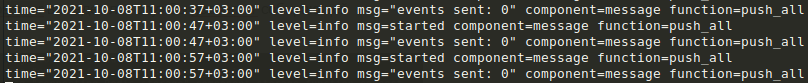 time="2021-10-08T11:00:37+03:00" level=info msg="events sent: 0" component=message function=push_all
time="2021-10-08T11:00:47+03:00" level=info msg=started component=message function=push_all
time="2021-10-08T11:00:47+03:00" level=info msg="events sent: 0" component=message function=push_all
time="2021-10-08T11:00:57+03:00" level=info msg=started component=message function=push_all
time="2021-10-08T11:00:57+03:00" level=info msg="events sent: 0" component=message function=push_all